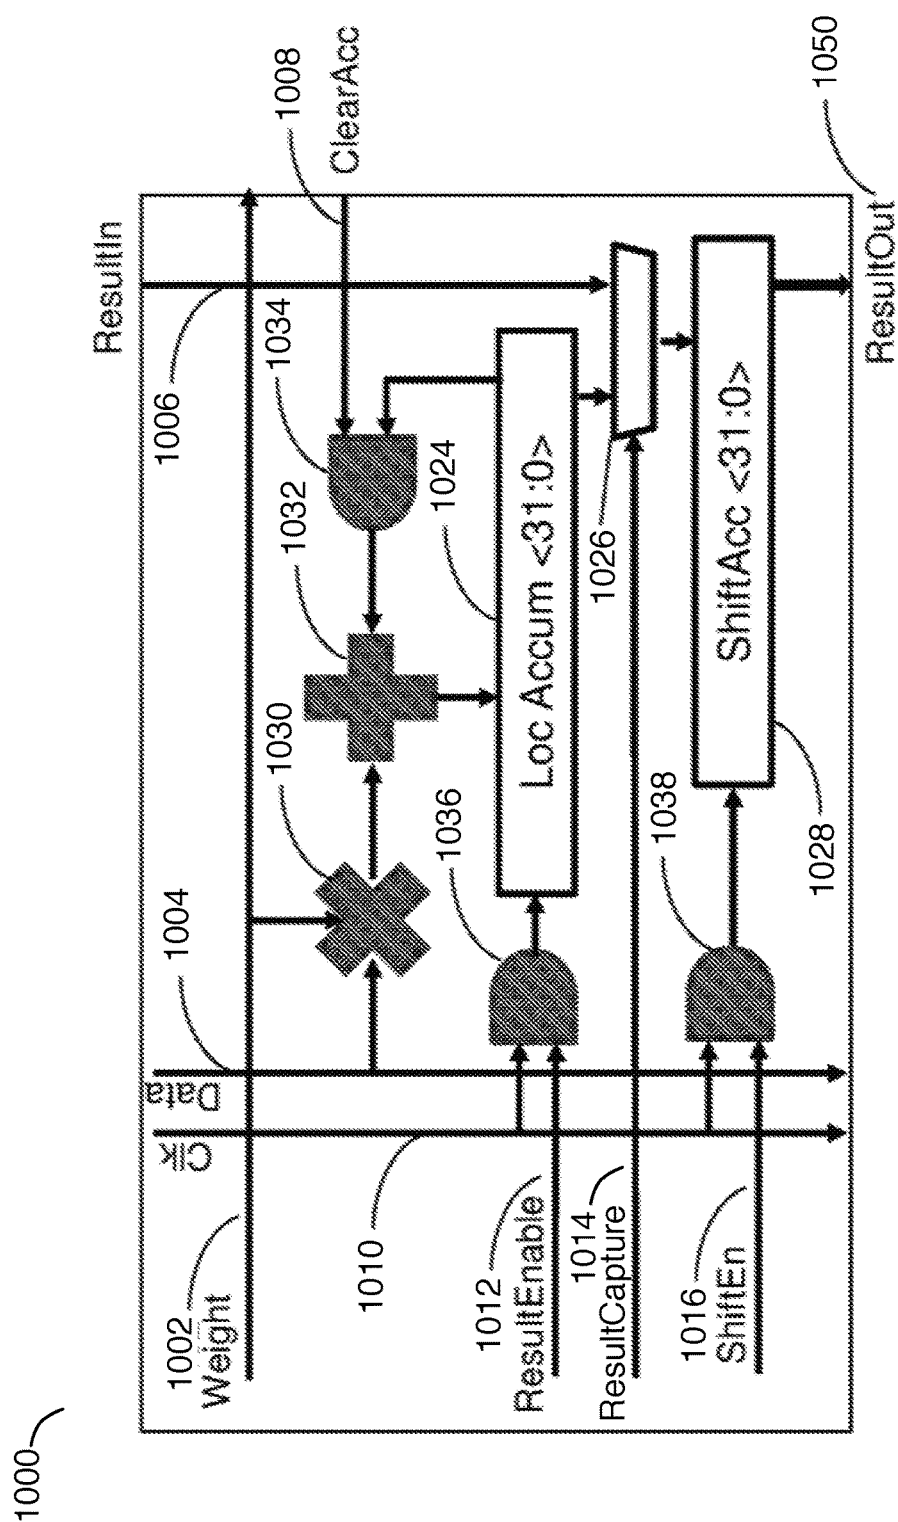 1000
1002
Weight
Clk
Data
1004
1006
ResultIn
1008
ClearAcc
1010
1030
1032
1034
1012
ResultEnable
1036
1024
Loc Accum <31:0>
1014
ResultCapture
1026
1016
ShiftEn
1038
1028
ShiftAcc <31:0>
ResultOut
1050